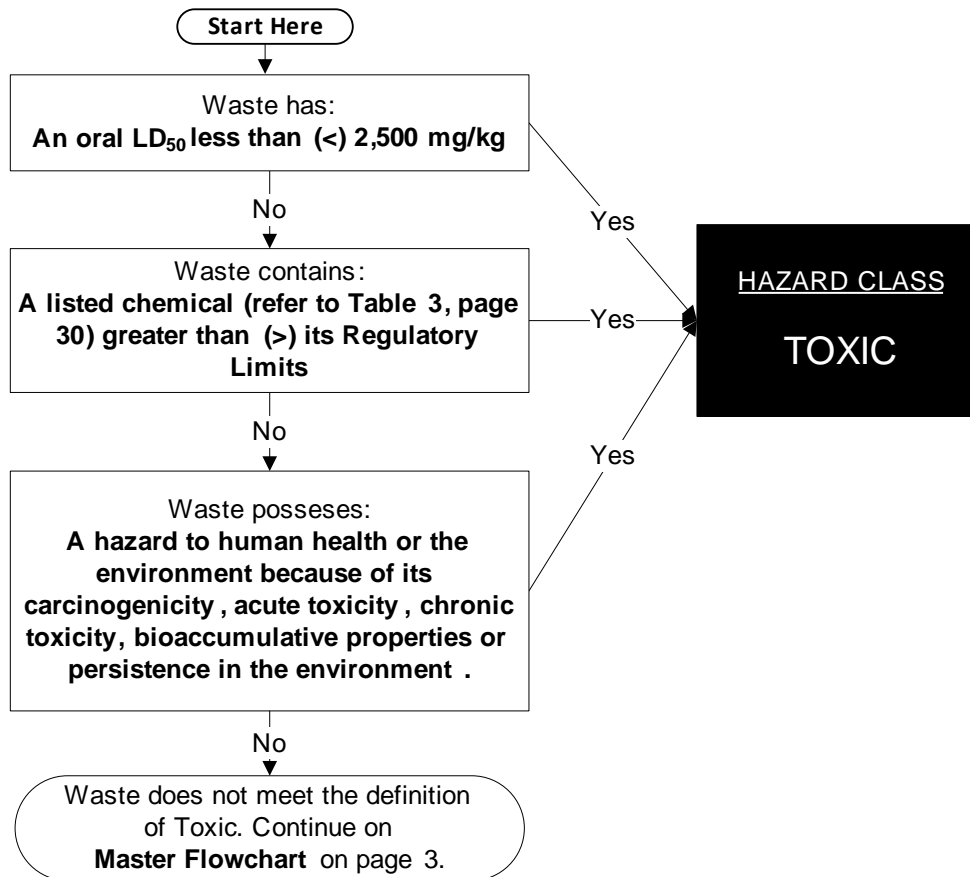 Start Here
Waste has:
An oral LD50 less than (<) 2,500 mg/kg
Yes
No
HAZARD CLASS
TOXIC
Waste contains:
A listed chemical (refer to Table 3, page
30) greater than (>) its Regulatory
Limits
Yes
No
Yes
Waste posseses:
A hazard to human health or the
environment because of its
carcinogenicity , acute toxicity , chronic
toxicity, bioaccumulative properties or
persistence in the environment .
No
Waste does not meet the definition
of Toxic. Continue on
Master Flowchart on page 3.